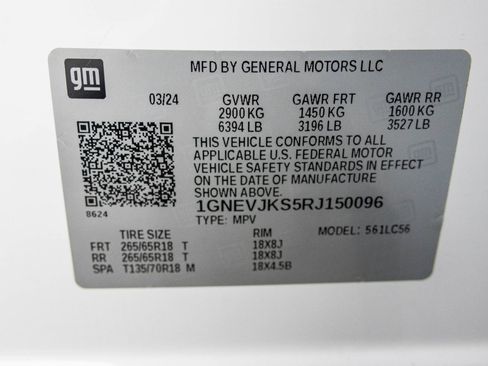 gm
MFD BY GENERAL MOTORS LLC
03/24 GVWR GAWR FRT GAWR RR
2900 KG 1450 KG 1600 KG
6394 LB 3196 LB 3527 LB
THIS VEHICLE CONFORMS TO ALL
APPLICABLE U.S. FEDERAL MOTOR
VEHICLE SAFETY STANDARDS IN EFFECT
ON THE DATE OF MANUFACTURE
SHOWN ABOVE.
1GNEVJKS5RJ150096
8624
TYPE: MPV MODEL: 561LC56
TIRE SIZE RIM
FRT 265/65R18 T 18X8J
RR 265/65R18 T 18X8J
SPA T135/70R18 M 18X4.5B